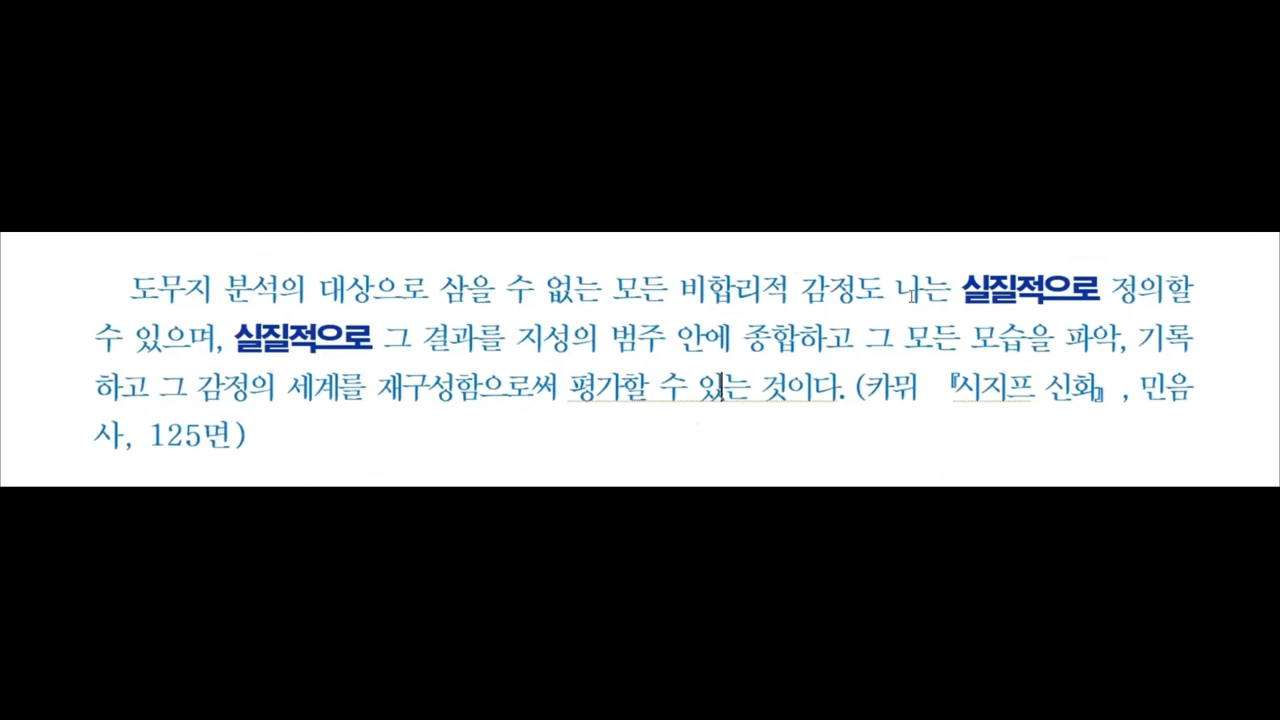 도무지 분석의 대상으로 삼을 수 없는 모든 비합리적 감정도 나는 실질적으로 정의할
수 있으며, 실질적으로 그 결과를 지성의 범주 안에 종합하고 그 모든 모습을 파악, 기록
하고 그 감정의 세계를 재구성함으로써 평가할 수 있는 것이다. (카뮈 『시지프 신화』, 민음
사, 125면)